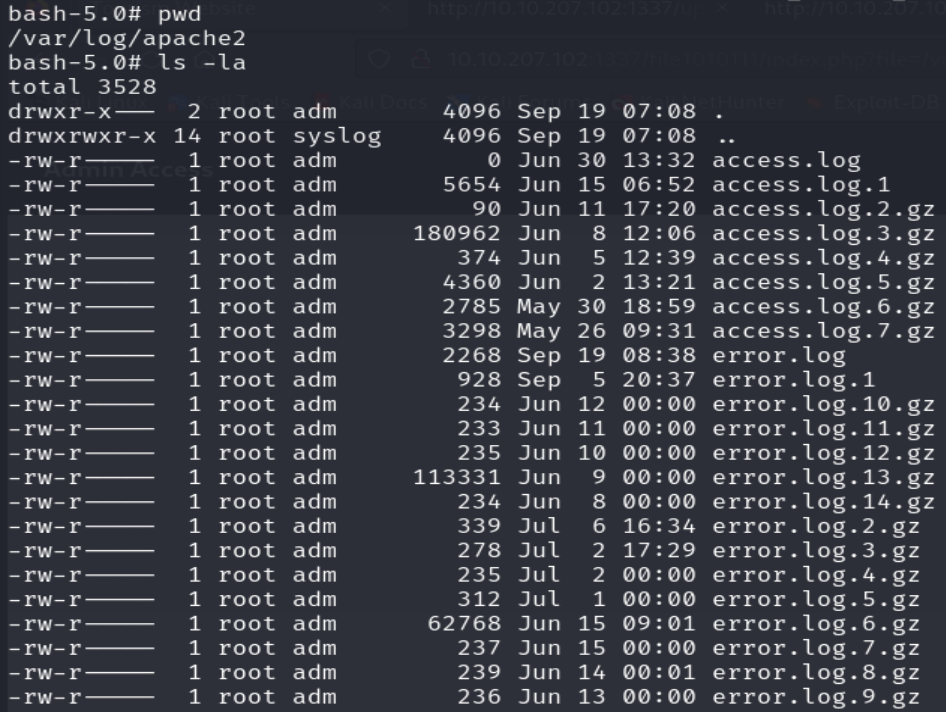 bash-5.0# pwd
/var/log/apache2
bash-5.0# ls -la
total 3528
drwxr-x---  2 root adm      4096 Sep 19 07:08 .
drwxrwxr-x 14 root syslog   4096 Sep 19 07:08 ..
-rw-r-----  1 root adm         0 Jun 30 13:32 access.log
-rw-r-----  1 root adm      5654 Jun 15 06:52 access.log.1
-rw-r-----  1 root adm        90 Jun 11 17:20 access.log.2.gz
-rw-r-----  1 root adm    180962 Jun  8 12:06 access.log.3.gz
-rw-r-----  1 root adm       374 Jun  5 12:39 access.log.4.gz
-rw-r-----  1 root adm      4360 Jun  2 13:21 access.log.5.gz
-rw-r-----  1 root adm      2785 May 30 18:59 access.log.6.gz
-rw-r-----  1 root adm      3298 May 26 09:31 access.log.7.gz
-rw-r-----  1 root adm      2268 Sep 19 08:38 error.log
-rw-r-----  1 root adm       928 Sep  5 20:37 error.log.1
-rw-r-----  1 root adm       234 Jun 12 00:00 error.log.10.gz
-rw-r-----  1 root adm       233 Jun 11 00:00 error.log.11.gz
-rw-r-----  1 root adm       235 Jun 10 00:00 error.log.12.gz
-rw-r-----  1 root adm    113331 Jun  9 00:00 error.log.13.gz
-rw-r-----  1 root adm       234 Jun  8 00:00 error.log.14.gz
-rw-r-----  1 root adm       339 Jul  6 16:34 error.log.2.gz
-rw-r-----  1 root adm       278 Jul  2 17:29 error.log.3.gz
-rw-r-----  1 root adm       235 Jul  2 00:00 error.log.4.gz
-rw-r-----  1 root adm       312 Jul  1 00:00 error.log.5.gz
-rw-r-----  1 root adm     62768 Jun 15 09:01 error.log.6.gz
-rw-r-----  1 root adm       237 Jun 15 00:00 error.log.7.gz
-rw-r-----  1 root adm       239 Jun 14 00:01 error.log.8.gz
-rw-r-----  1 root adm       236 Jun 13 00:00 error.log.9.gz